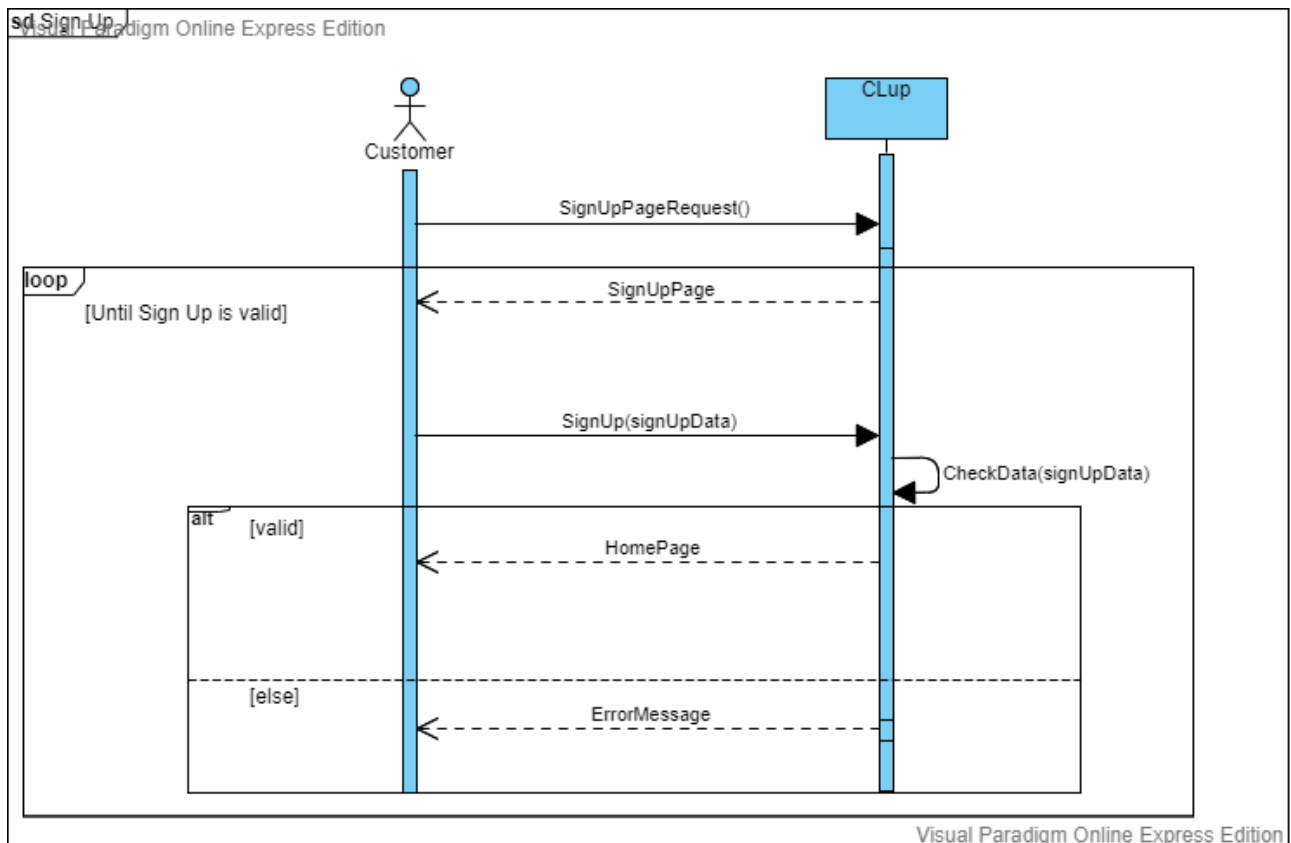 sd Sign Up
Visual Paradigm Online Express Edition
CLup
Customer
SignUpPageRequest()
loop
SignUpPage
[Until Sign Up is valid]
SignUp(signUpData)
CheckData(signUpData)
alt
[valid]
HomePage
[else]
ErrorMessage
Visual Paradigm Online Express Edition